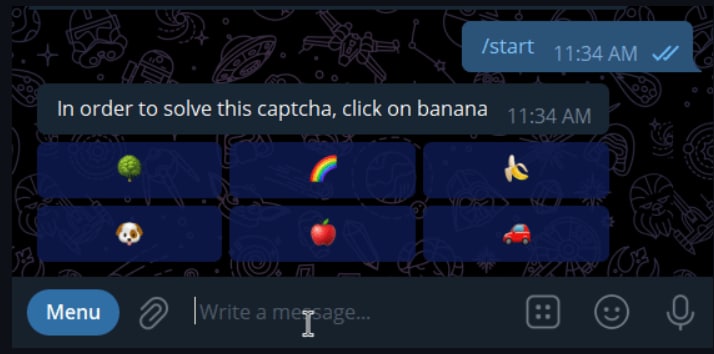 /start 11:34 AM
In order to solve this captcha, click on banana 11:34 AM
Menu Write a message...